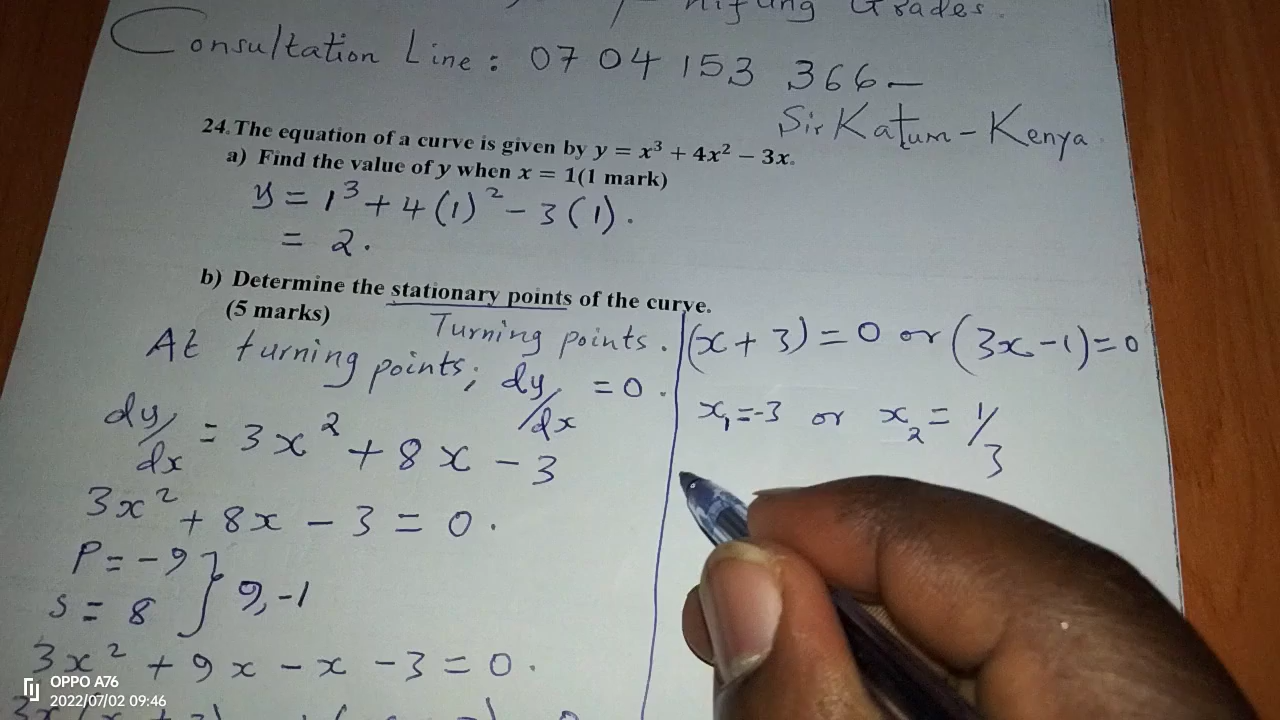 Grades.
Consultation Line: 0704 153 366 –
Sir Katum - Kenya
24. The equation of a curve is given by y = x³ + 4x² − 3x.
a) Find the value of y when x = 1(1 mark)
y = 1³ + 4(1)² - 3(1).
= 2.
b) Determine the stationary points of the curve.
(5 marks)
Turning points.
At turning points; dy/dx = 0.
dy/dx = 3x² + 8x - 3
3x² + 8x - 3 = 0.
P = -9
S = 8 } 9, -1
3x² + 9x - x - 3 = 0.
(x + 3) = 0 or (3x - 1) = 0
x₁ = -3 or x₂ = 1/3
OPPO A76
2022/07/02 09:46